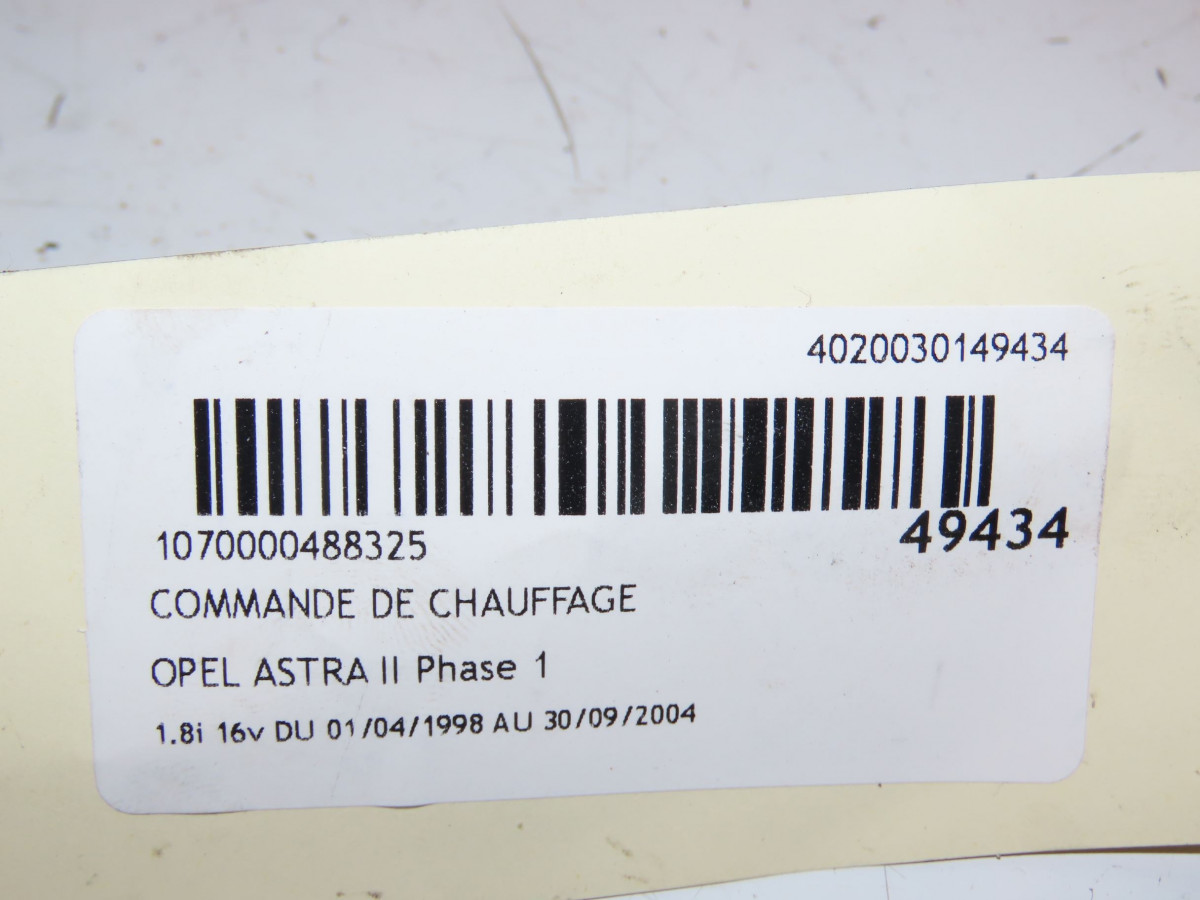 4020030149434
49434
1070000488325
COMMANDE DE CHAUFFAGE
OPEL ASTRA II Phase 1
1.8i 16v DU 01/04/1998 AU 30/09/2004